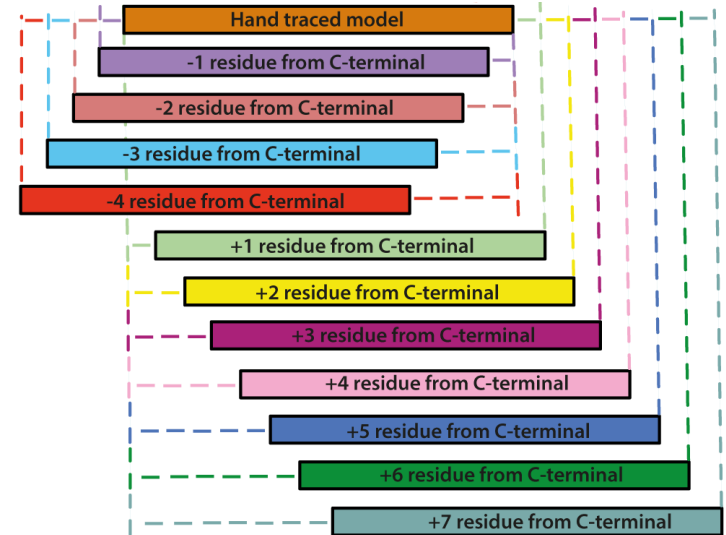 Hand traced model
-1 residue from C-terminal
-2 residue from C-terminal
-3 residue from C-terminal
-4 residue from C-terminal
+1 residue from C-terminal
+2 residue from C-terminal
+3 residue from C-terminal
+4 residue from C-terminal
+5 residue from C-terminal
+6 residue from C-terminal
+7 residue from C-terminal